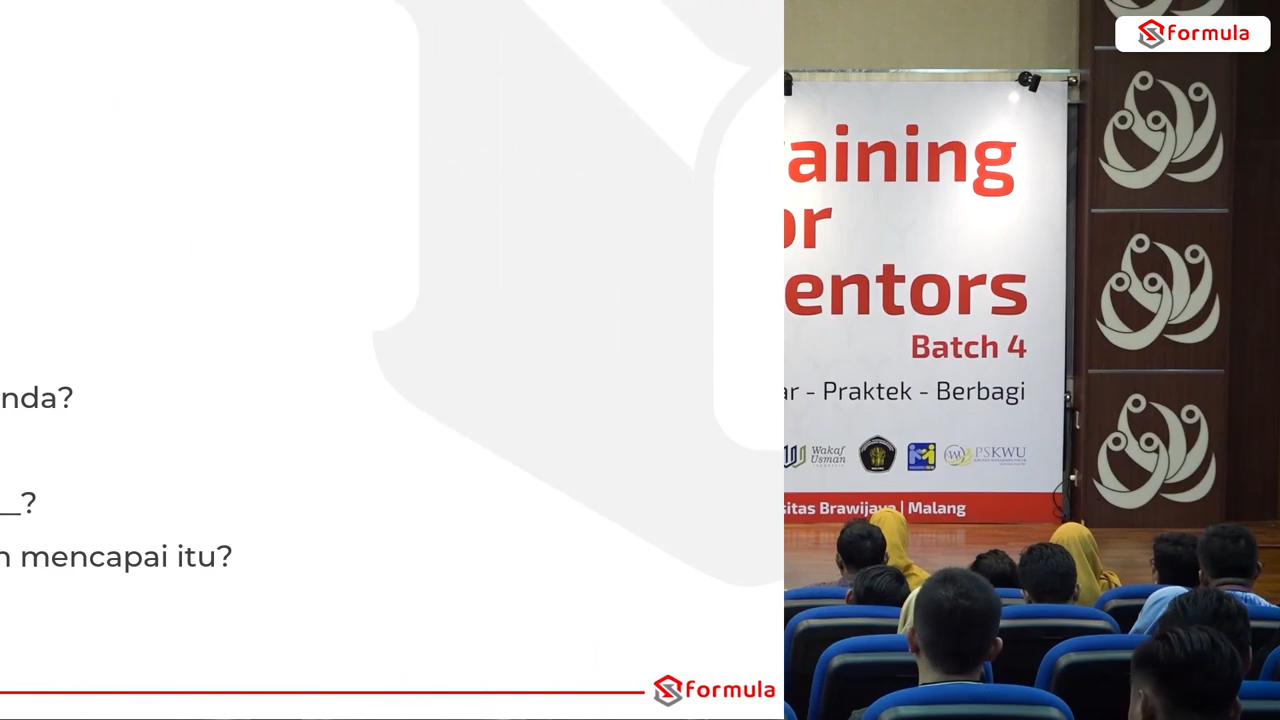 nda?
__?
n mencapai itu?
formula
formula
aining
or
entors
Batch 4
ar - Praktek - Berbagi
Wakaf
Usman
PSKWU
sitas Brawijaya | Malang